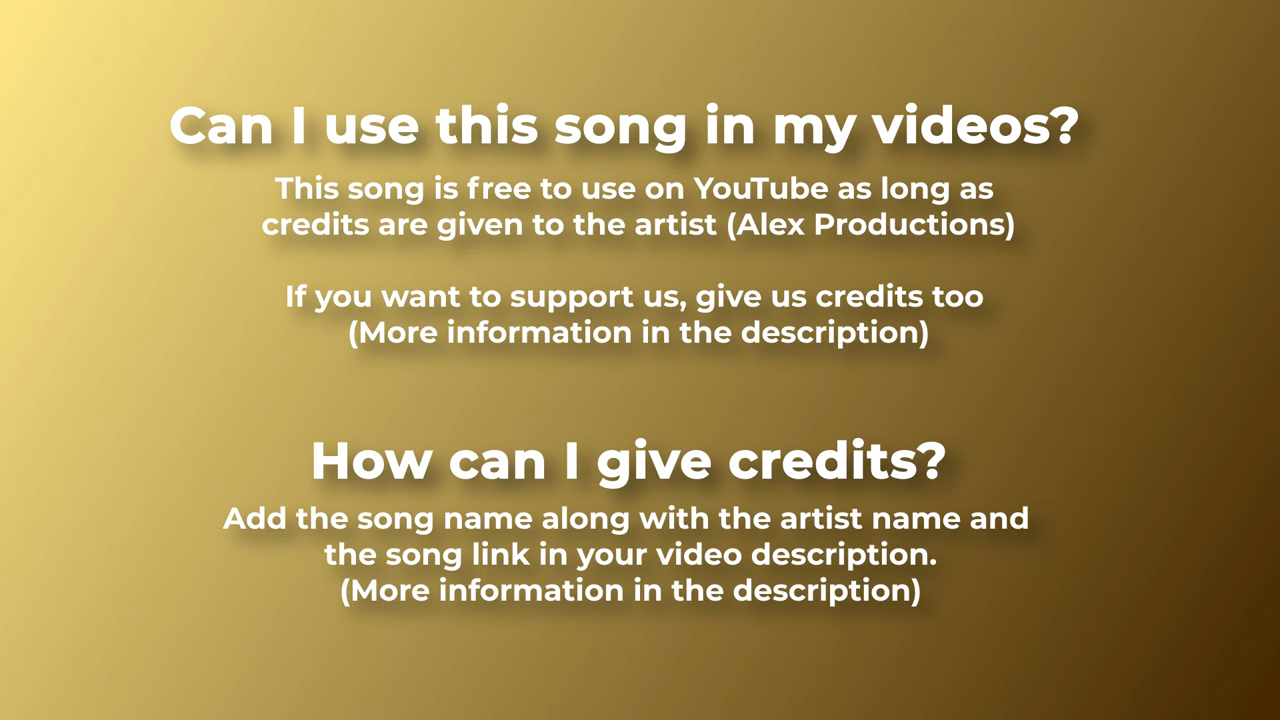 Can I use this song in my videos?
This song is free to use on YouTube as long as
credits are given to the artist (Alex Productions)
If you want to support us, give us credits too
(More information in the description)
How can I give credits?
Add the song name along with the artist name and
the song link in your video description.
(More information in the description)